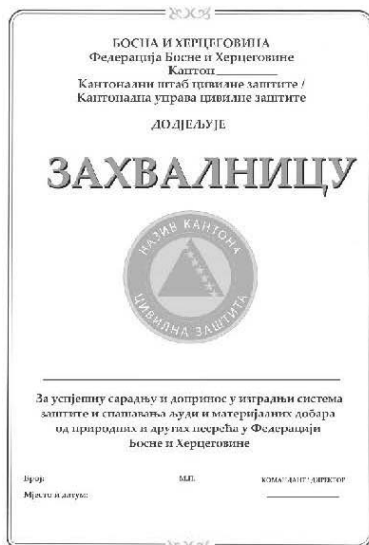 БОСНА И ХЕРЦЕГОВИНА
Федерација Босне и Херцеговине
Кантон__________
Кантонални штаб цивилне заштите /
Кантонална управа цивилне заштите
ДОДЈЕЉУЈЕ
ЗАХВАЛНИЦУ
НАЗИВ КАНТОНА
ЦИВИЛНА ЗАШТИТА
За успјешну сарадњу и допринос у изградњи система
заштите и спашавања људи и материјалних добара
од природних и других несрећа у Федерацији
Босне и Херцеговине
Број:
М.П.
КОМАНДАНТ / ДИРЕКТОР
Мјесто и датум: